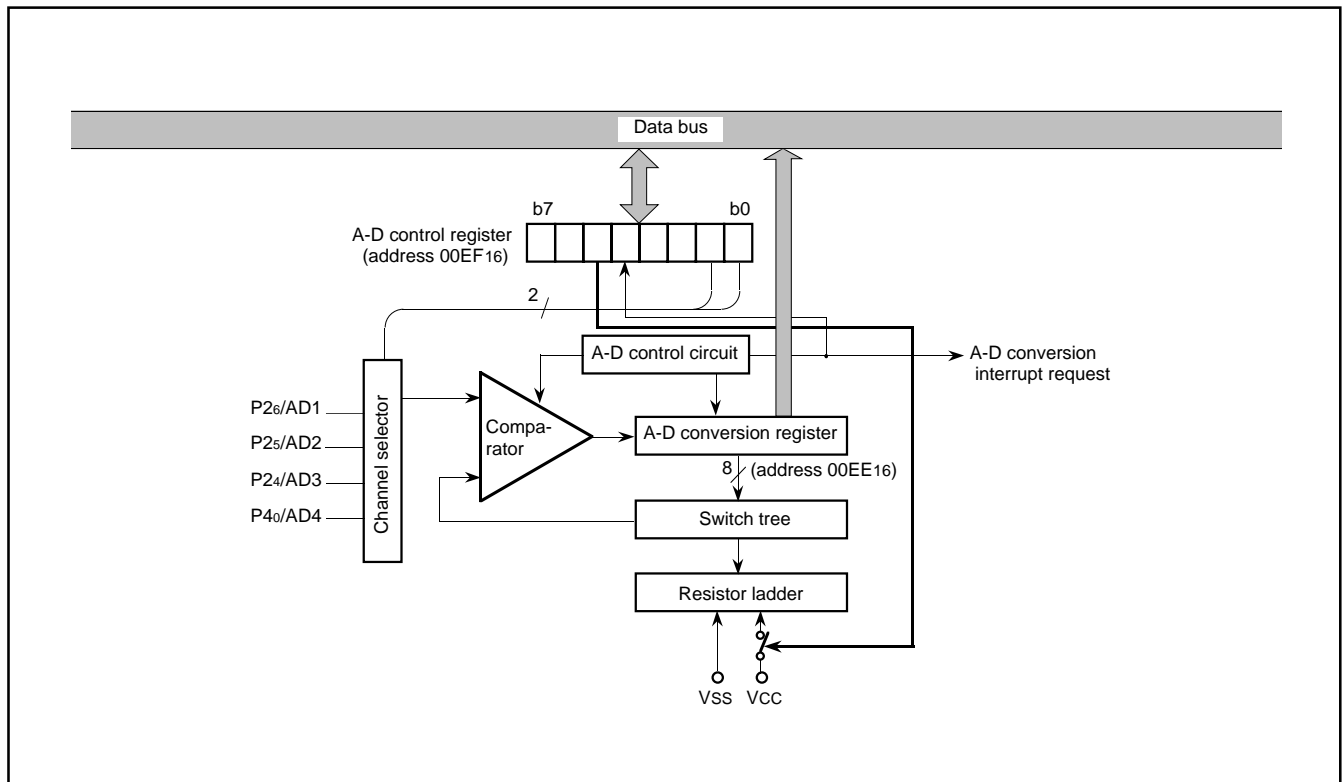 Data bus
b7 b0
A-D control register
(address 00EF16)
2
A-D control circuit
A-D conversion
interrupt request
P26/AD1
P25/AD2
P24/AD3
P40/AD4
Channel selector
Compa-
rator
A-D conversion register
8 (address 00EE16)
Switch tree
Resistor ladder
VSS VCC